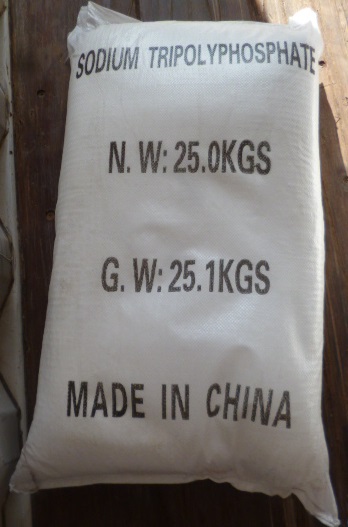 SODIUM TRIPOLYPHOSPHATE
N. W: 25.0KGS
G. W: 25.1KGS
MADE IN CHINA